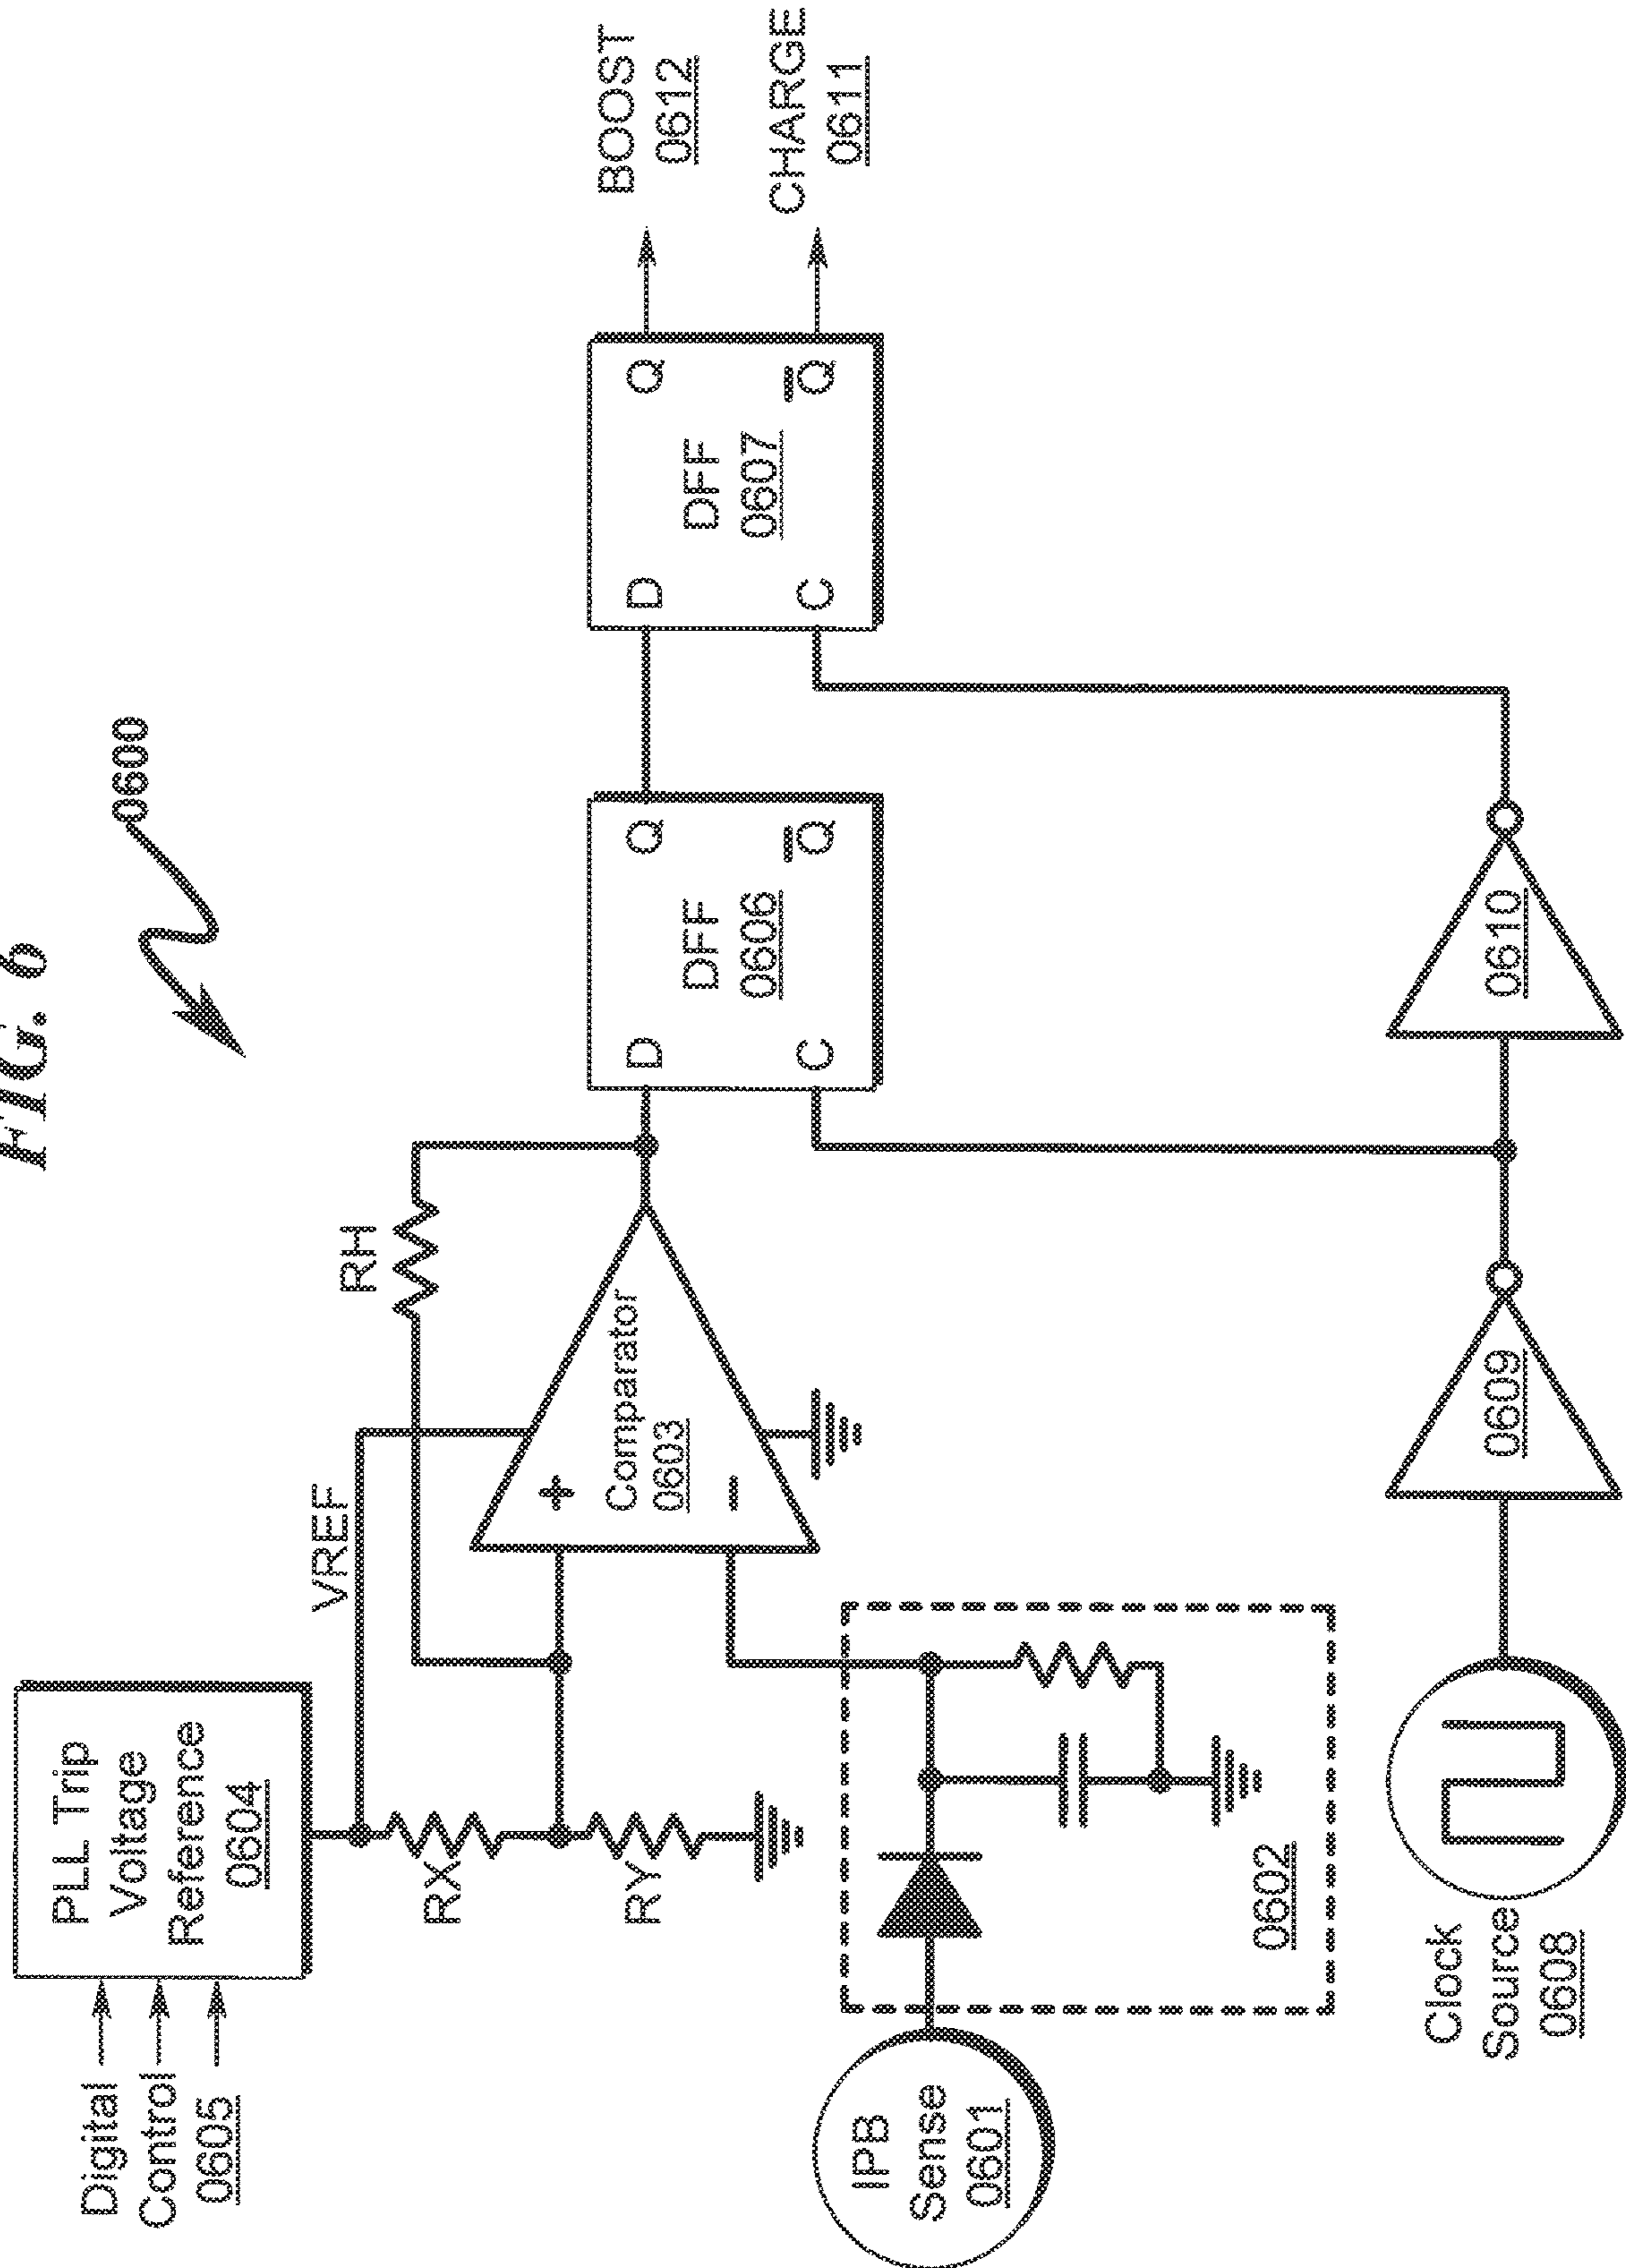 FIG. 6
0600
Digital
Control
0605
PLL Trip
Voltage
Reference
0604
VREF
RH
RX
RY
+
Comparator
0603
−
D
Q
DFF
0606
C
Q̅
D
Q
DFF
0607
C
Q̅
BOOST
0612
CHARGE
0611
IPB
Sense
0601
0602
Clock
Source
0608
0609
0610